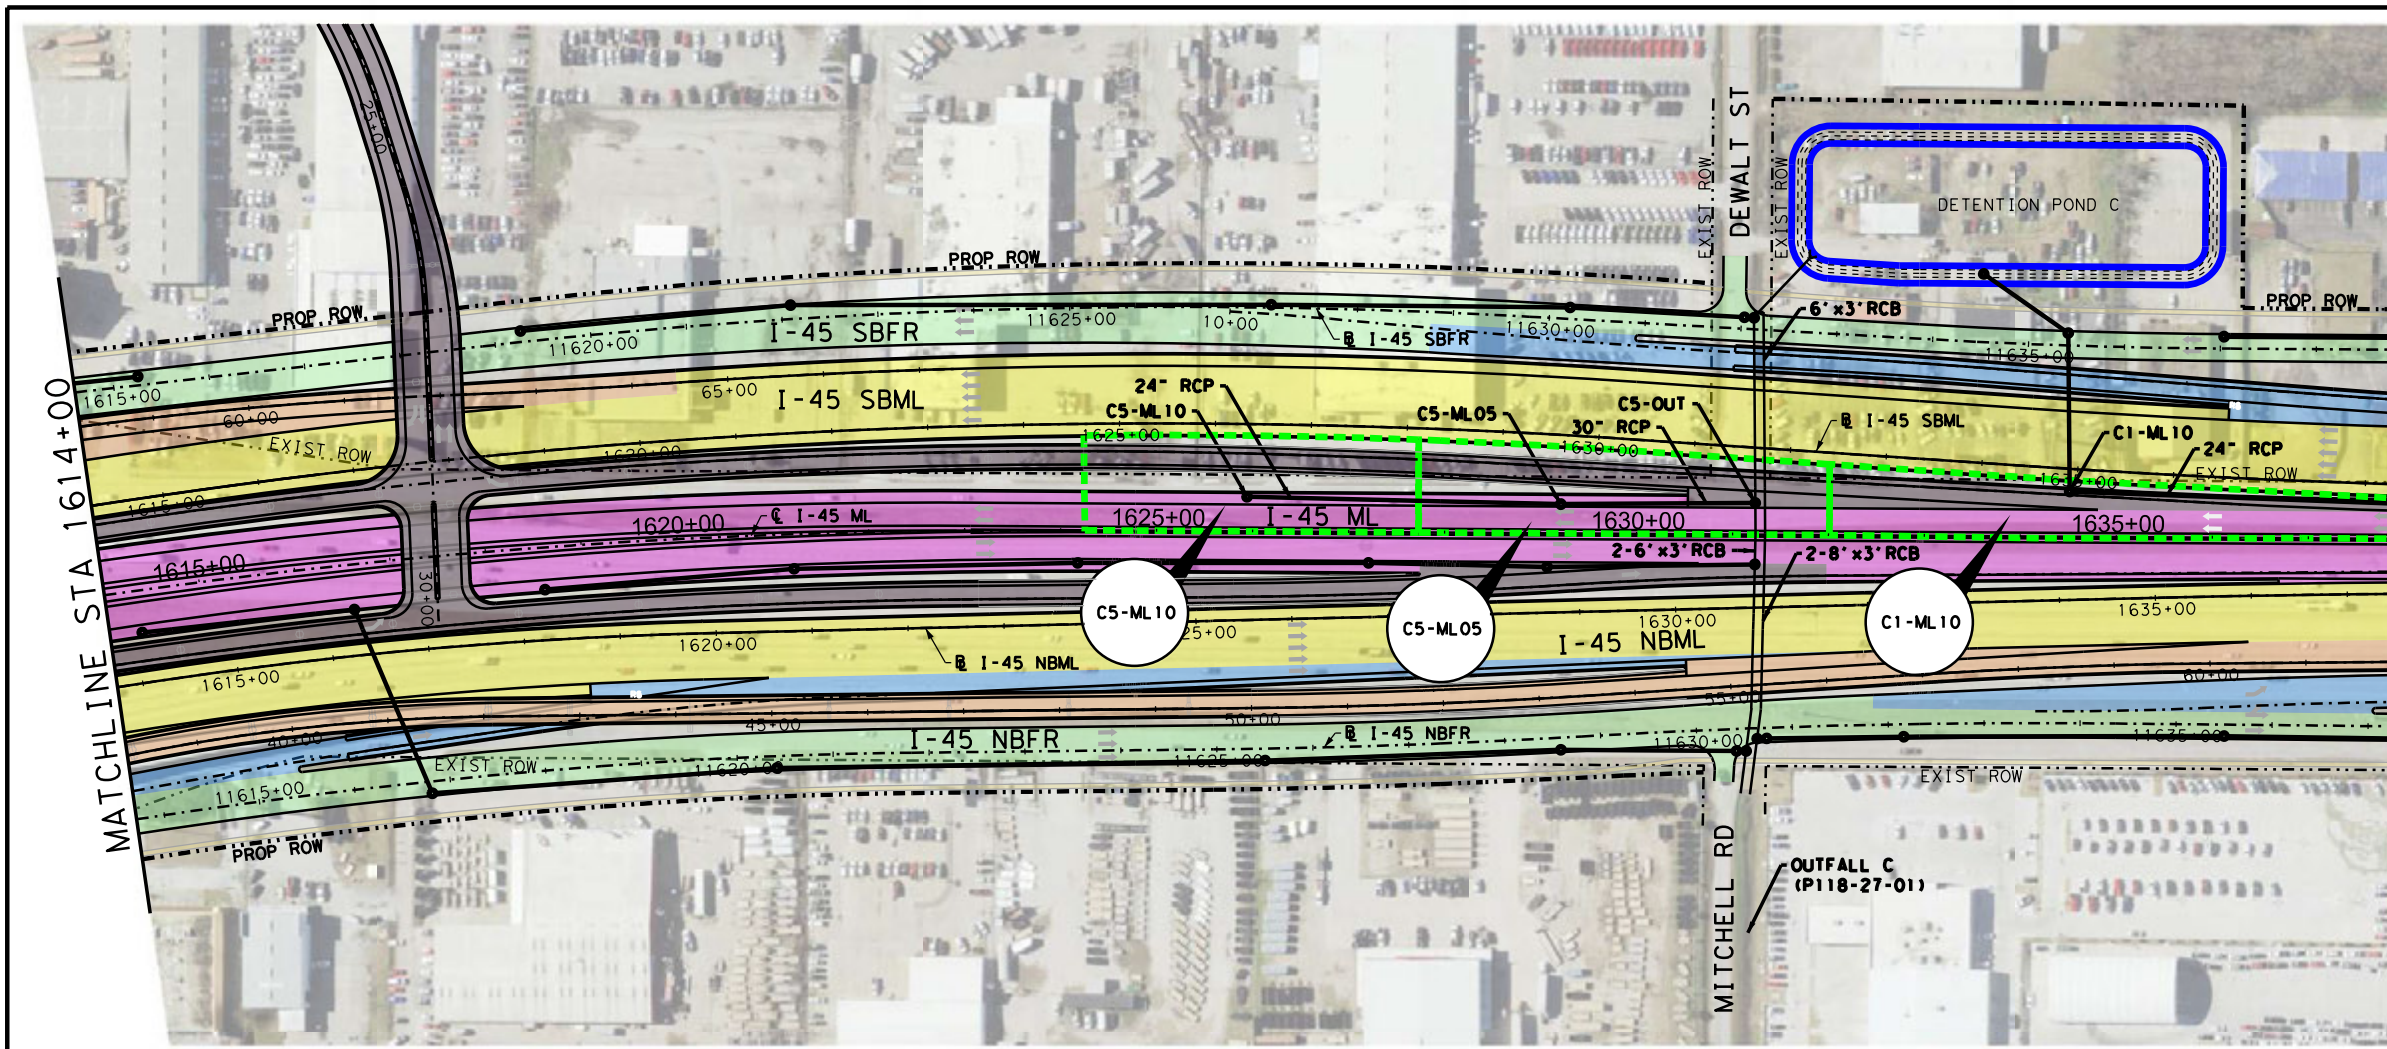 25+00
DEWALT ST
EXIST ROW
EXIST ROW
DETENTION POND C
PROP ROW
PROP ROW
PROP ROW
6'x3'RCB
I-45 SBFR
11620+00
11625+00
10+00
11630+00
11635+00
℄ I-45 SBFR
1615+00
60+00
65+00
I-45 SBML
24" RCP
C5-ML10
C5-ML05
C5-OUT
30" RCP
℄ I-45 SBML
C1-ML10
24" RCP
EXIST ROW
EXIST ROW
1615+00
1620+00
1625+00
1630+00
MATCHLINE STA 1614+00
1615+00
1620+00
℄ I-45 ML
1625+00
I-45 ML
1630+00
1635+00
2-6'x3'RCB
2-8'x3'RCB
30+00
C5-ML10
C5-ML05
C1-ML10
1615+00
1620+00
25+00
1630+00
1635+00
I-45 NBML
℄ I-45 NBML
40+00
45+00
50+00
55+00
60+00
I-45 NBFR
℄ I-45 NBFR
EXIST ROW
11615+00
11620+00
11625+00
11630+00
11635+00
EXIST ROW
PROP ROW
MITCHELL RD
OUTFALL C
(P118-27-01)